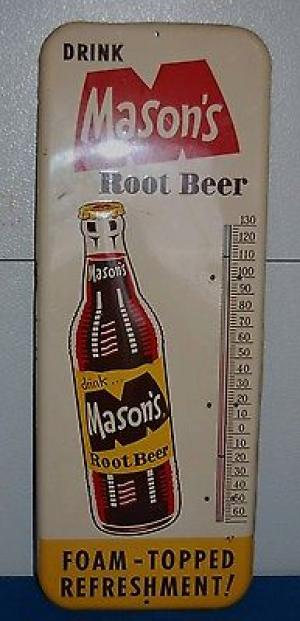 DRINK
Mason's
Root Beer
Mason's
drink...
Mason's
Root Beer
130
120
110
100
90
80
70
60
50
40
30
20
10
0
10
20
30
40
50
60
FOAM-TOPPED
REFRESHMENT!